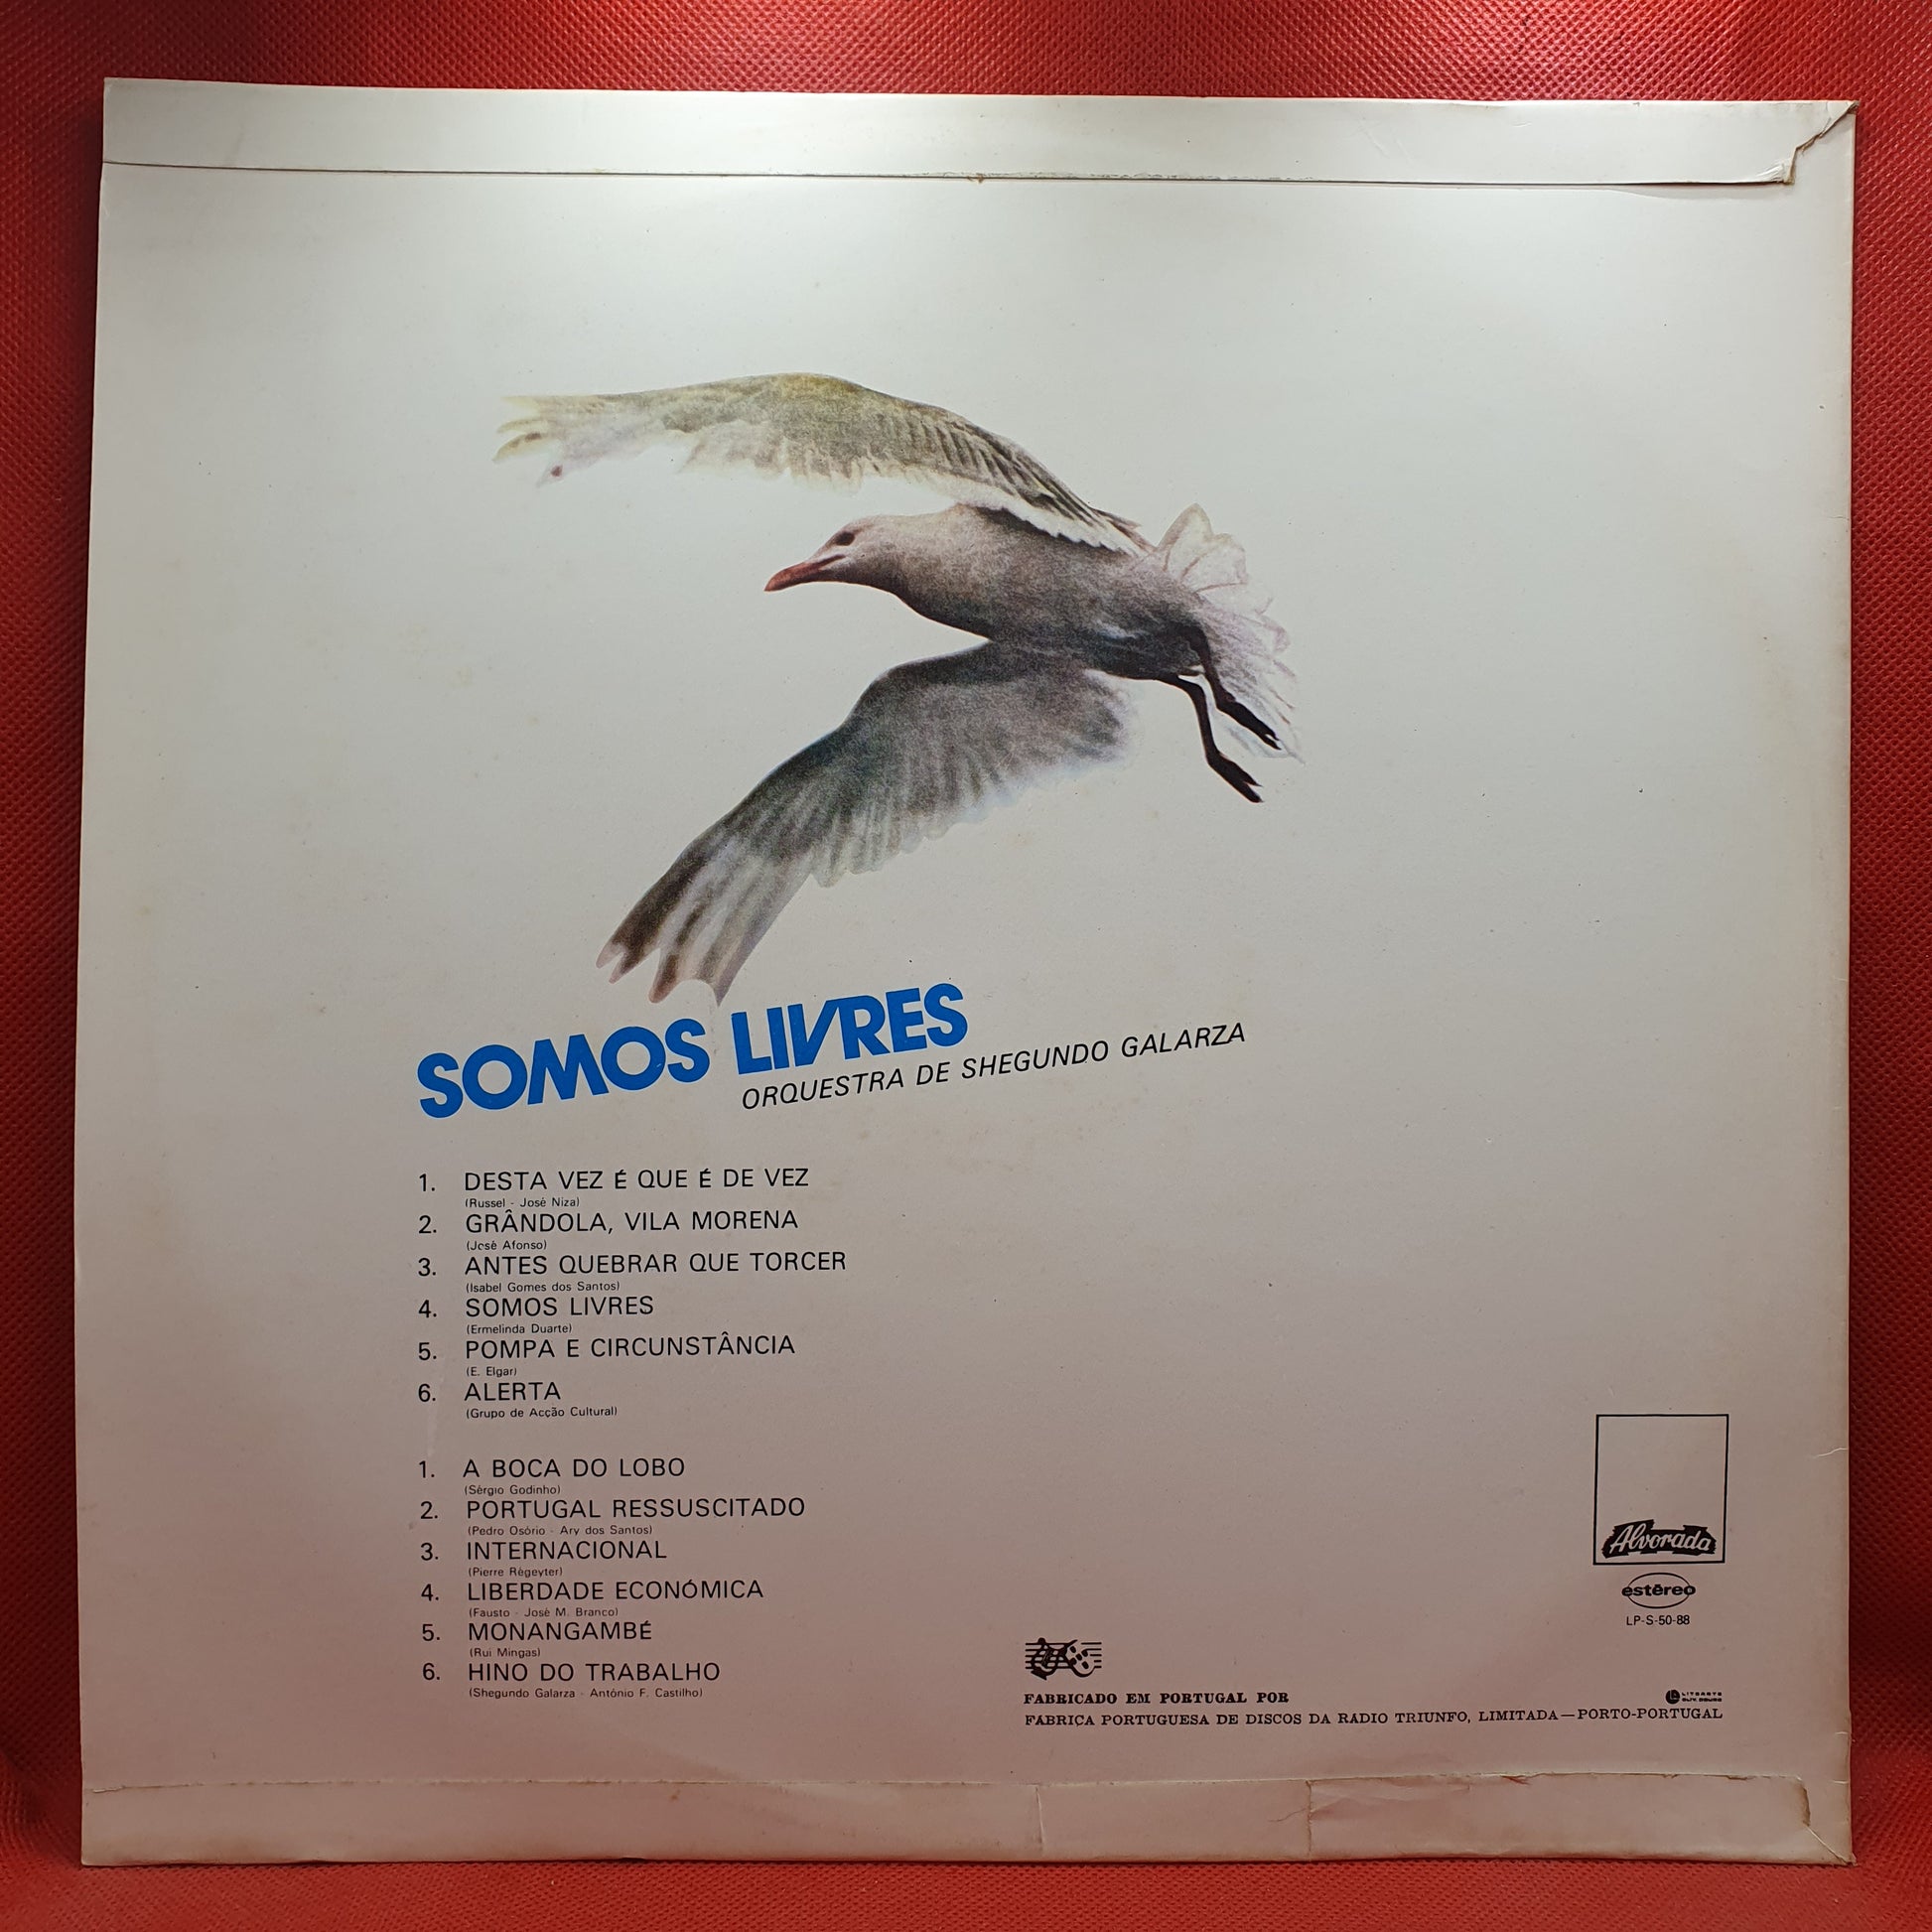 SOMOS LIVRES
ORQUESTRA DE SHEGUNDO GALARZA
1. DESTA VEZ É QUE É DE VEZ
(Russel - José Niza)
2. GRÂNDOLA, VILA MORENA
(José Afonso)
3. ANTES QUEBRAR QUE TORCER
(Isabel Gomes dos Santos)
4. SOMOS LIVRES
(Ermelinda Duarte)
5. POMPA E CIRCUNSTÂNCIA
(E. Elgar)
6. ALERTA
(Grupo de Acção Cultural)
1. A BOCA DO LOBO
(Sérgio Godinho)
2. PORTUGAL RESSUSCITADO
(Pedro Osório - Ary dos Santos)
3. INTERNACIONAL
(Pierre Régeyter)
4. LIBERDADE ECONÓMICA
(Fausto - José M. Branco)
5. MONANGAMBÉ
(Rui Mingas)
6. HINO DO TRABALHO
(Shegundo Galarza - António F. Castilho)
Alvorada
estéreo
LP-S-50-88
FABRICADO EM PORTUGAL POR
FÁBRICA PORTUGUESA DE DISCOS DA RÁDIO TRIUNFO, LIMITADA—PORTO-PORTUGAL